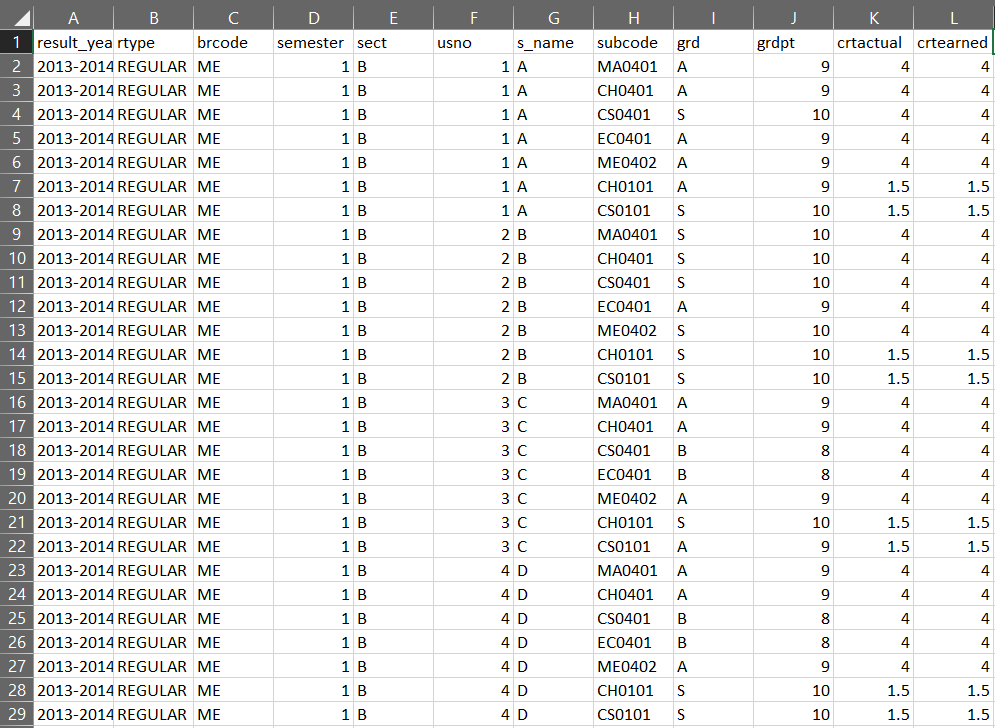 A B C D E F G H I J K L
1 result_yea rtype brcode semester sect usno s_name subcode grd grdpt crtactual crtearned
2 2013-2014 REGULAR ME 1 B 1 A MA0401 A 9 4 4
3 2013-2014 REGULAR ME 1 B 1 A CH0401 A 9 4 4
4 2013-2014 REGULAR ME 1 B 1 A CS0401 S 10 4 4
5 2013-2014 REGULAR ME 1 B 1 A EC0401 A 9 4 4
6 2013-2014 REGULAR ME 1 B 1 A ME0402 A 9 4 4
7 2013-2014 REGULAR ME 1 B 1 A CH0101 A 9 1.5 1.5
8 2013-2014 REGULAR ME 1 B 1 A CS0101 S 10 1.5 1.5
9 2013-2014 REGULAR ME 1 B 2 B MA0401 S 10 4 4
10 2013-2014 REGULAR ME 1 B 2 B CH0401 S 10 4 4
11 2013-2014 REGULAR ME 1 B 2 B CS0401 S 10 4 4
12 2013-2014 REGULAR ME 1 B 2 B EC0401 A 9 4 4
13 2013-2014 REGULAR ME 1 B 2 B ME0402 S 10 4 4
14 2013-2014 REGULAR ME 1 B 2 B CH0101 S 10 1.5 1.5
15 2013-2014 REGULAR ME 1 B 2 B CS0101 S 10 1.5 1.5
16 2013-2014 REGULAR ME 1 B 3 C MA0401 A 9 4 4
17 2013-2014 REGULAR ME 1 B 3 C CH0401 A 9 4 4
18 2013-2014 REGULAR ME 1 B 3 C CS0401 B 8 4 4
19 2013-2014 REGULAR ME 1 B 3 C EC0401 B 8 4 4
20 2013-2014 REGULAR ME 1 B 3 C ME0402 A 9 4 4
21 2013-2014 REGULAR ME 1 B 3 C CH0101 S 10 1.5 1.5
22 2013-2014 REGULAR ME 1 B 3 C CS0101 A 9 1.5 1.5
23 2013-2014 REGULAR ME 1 B 4 D MA0401 A 9 4 4
24 2013-2014 REGULAR ME 1 B 4 D CH0401 A 9 4 4
25 2013-2014 REGULAR ME 1 B 4 D CS0401 B 8 4 4
26 2013-2014 REGULAR ME 1 B 4 D EC0401 B 8 4 4
27 2013-2014 REGULAR ME 1 B 4 D ME0402 A 9 4 4
28 2013-2014 REGULAR ME 1 B 4 D CH0101 S 10 1.5 1.5
29 2013-2014 REGULAR ME 1 B 4 D CS0101 S 10 1.5 1.5